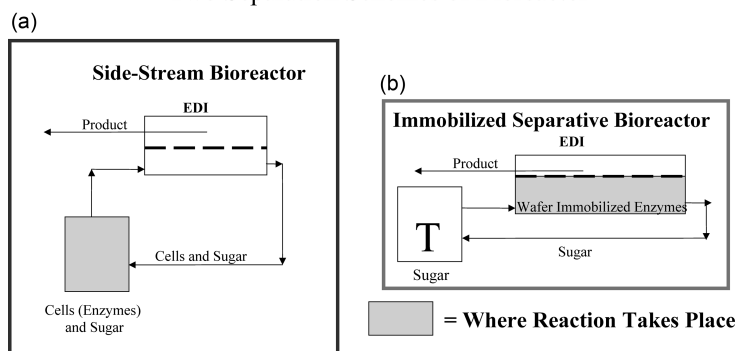 (a)
Side-Stream Bioreactor
EDI
Product
Cells and Sugar
Cells (Enzymes)
and Sugar
(b)
Immobilized Separative Bioreactor
EDI
Product
Wafer Immobilized Enzymes
T
Sugar
Sugar
= Where Reaction Takes Place